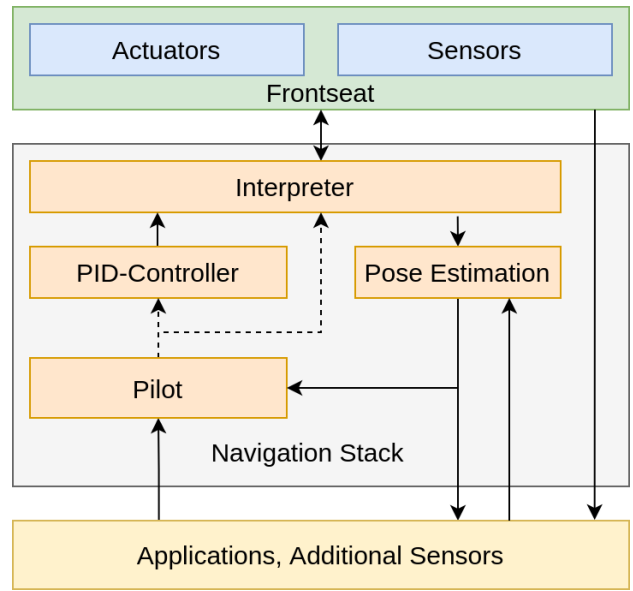 Actuators
Sensors
Frontseat
Interpreter
PID-Controller
Pose Estimation
Pilot
Navigation Stack
Applications, Additional Sensors